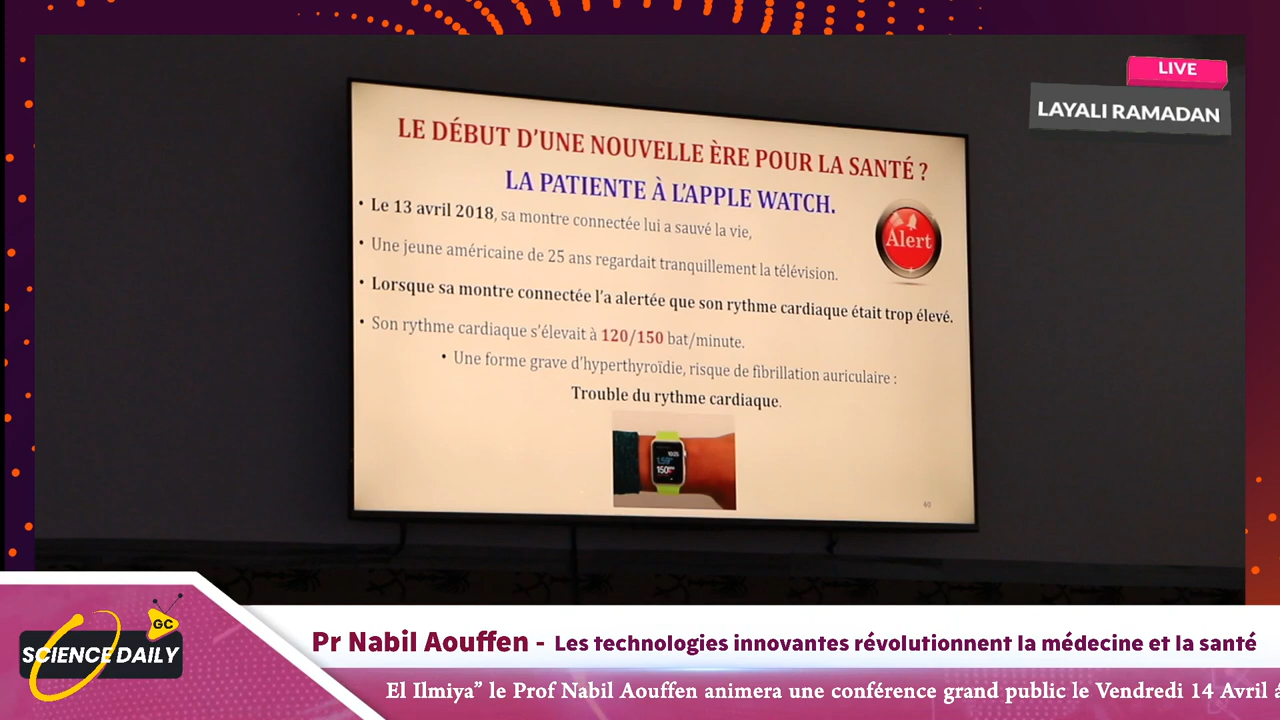 LIVE
LAYALI RAMADAN
LE DÉBUT D’UNE NOUVELLE ÈRE POUR LA SANTÉ ?
LA PATIENTE À L’APPLE WATCH.
• Le 13 avril 2018, sa montre connectée lui a sauvé la vie,
Alert
• Une jeune américaine de 25 ans regardait tranquillement la télévision.
• Lorsque sa montre connectée l’a alertée que son rythme cardiaque était trop élevé.
• Son rythme cardiaque s’élevait à 120/150 bat/minute.
• Une forme grave d’hyperthyroïdie, risque de fibrillation auriculaire :
Trouble du rythme cardiaque.
10:25
150
60
GC
SCIENCE DAILY
Pr Nabil Aouffen - Les technologies innovantes révolutionnent la médecine et la santé
El Ilmiya” le Prof Nabil Aouffen animera une conférence grand public le Vendredi 14 Avril